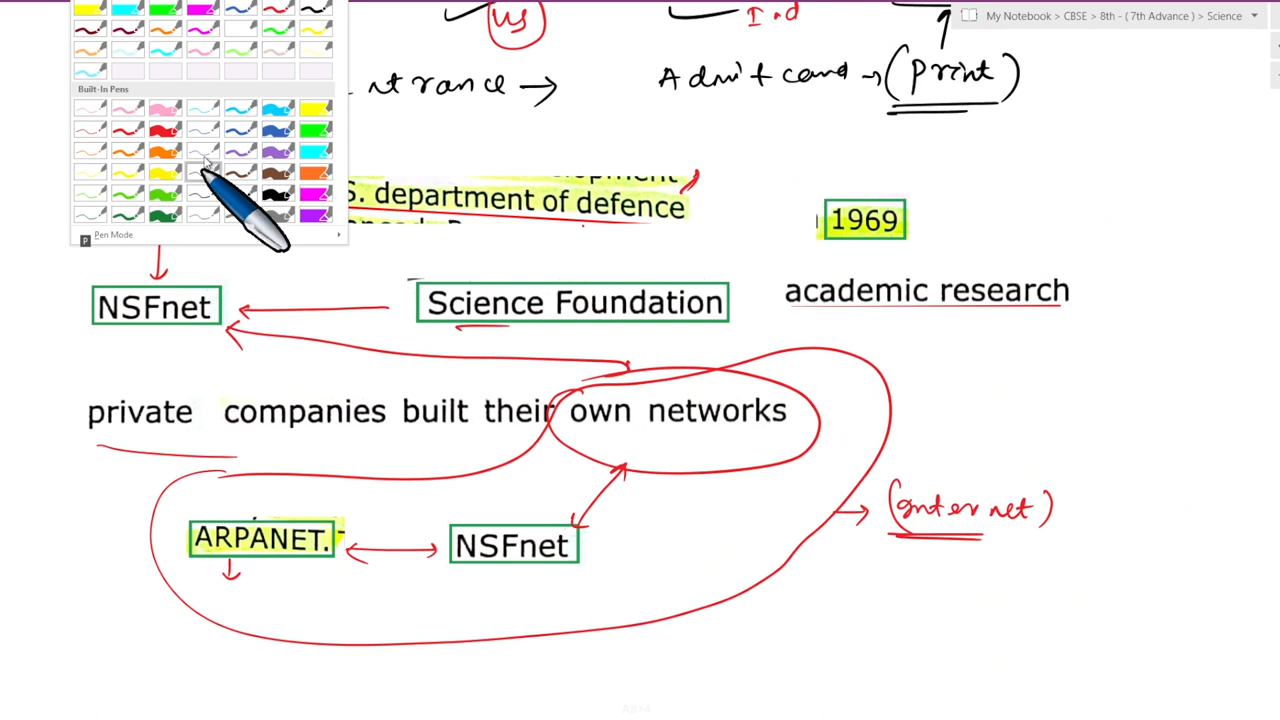 us
I.d
My Notebook > CBSE > 8th - ( 7th Advance ) > Science
ntrance → Admit card → (Print)
Built-In Pens
S. department of defence
1969
Pen Mode
NSFnet
Science Foundation
academic research
private companies built their own networks
(Internet)
ARPANET.
NSFnet